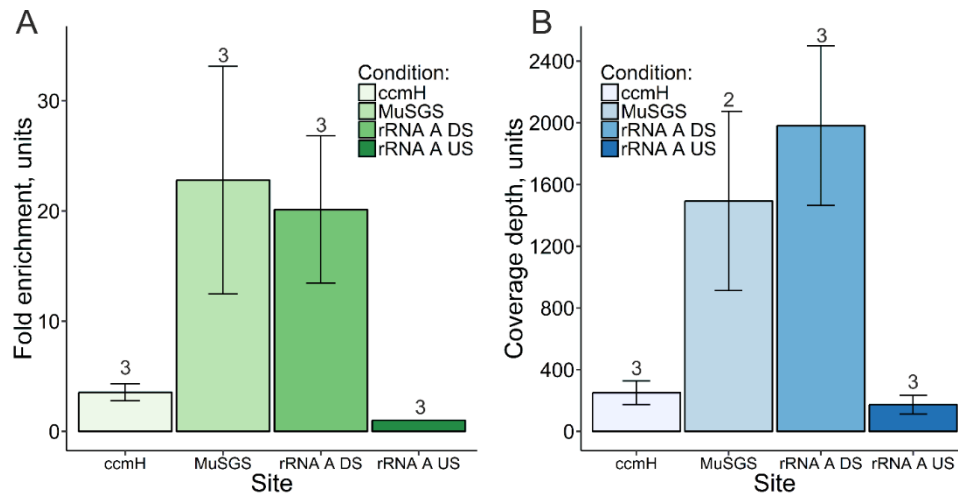 A
Fold enrichment, units
30
20
10
0
3
3
3
3
Condition:
ccmH
MuSGS
rRNA A DS
rRNA A US
ccmH
MuSGS
rRNA A DS
rRNA A US
Site
B
Coverage depth, units
2400
2000
1600
1200
800
400
0
3
2
3
3
Condition:
ccmH
MuSGS
rRNA A DS
rRNA A US
ccmH
MuSGS
rRNA A DS
rRNA A US
Site